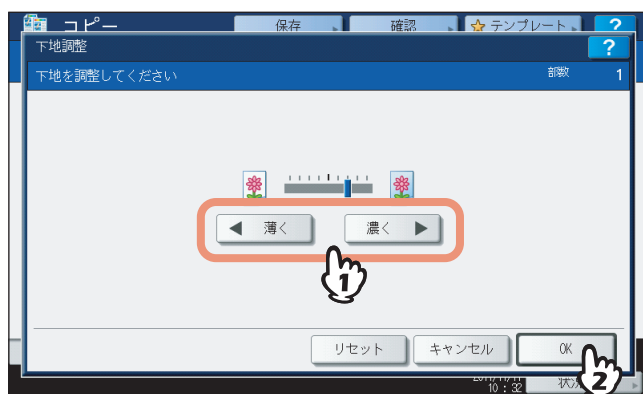 コピー 保存 確認 テンプレート ?
下地調整 ?
下地を調整してください 部数 1
薄く 濃く
1
リセット キャンセル OK
2
10:32